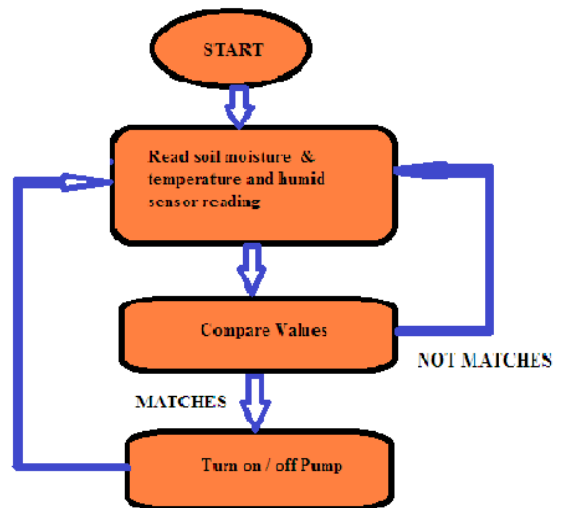 START
Read soil moisture &
temperature and humid
sensor reading
Compare Values
NOT MATCHES
MATCHES
Turn on / off Pump